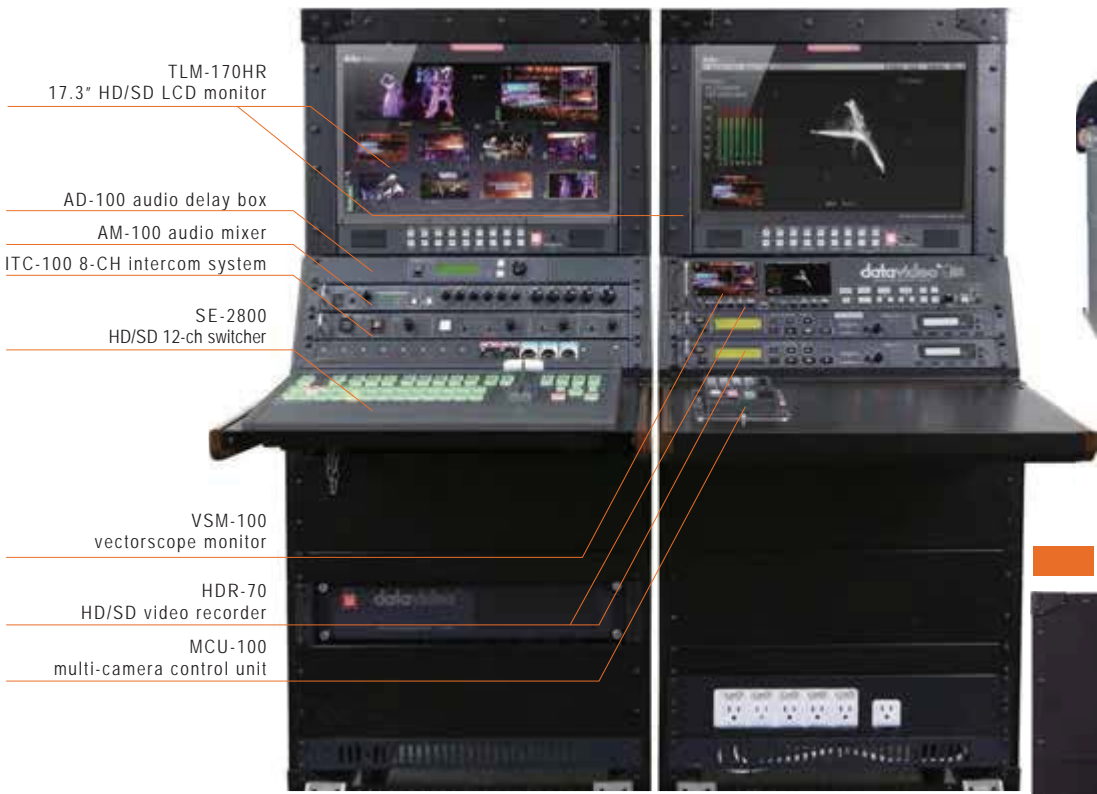 TLM-170HR
17.3" HD/SD LCD monitor
AD-100 audio delay box
AM-100 audio mixer
ITC-100 8-CH intercom system
SE-2800
HD/SD 12-ch switcher
VSM-100
vectorscope monitor
HDR-70
HD/SD video recorder
MCU-100
multi-camera control unit
datavideo
datavideo